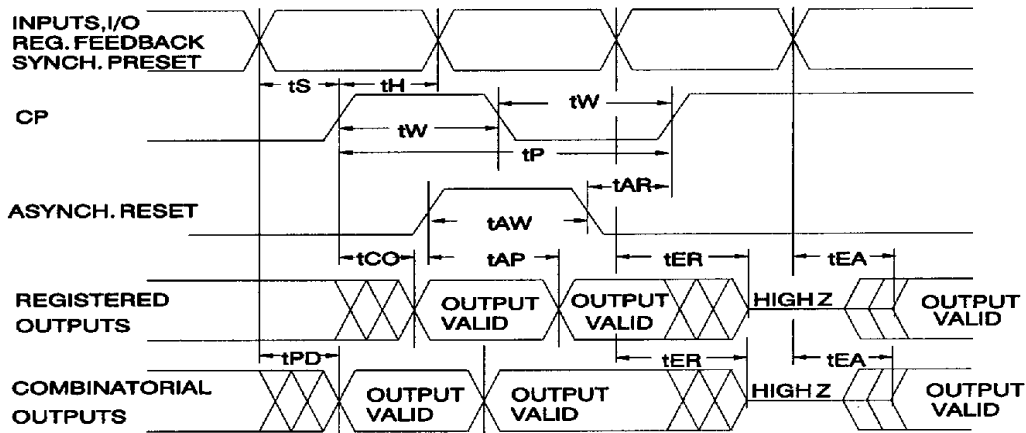 INPUTS,I/O
REG. FEEDBACK
SYNCH. PRESET
tS
tH
CP
tW
tW
tP
tAR
ASYNCH. RESET
tAW
tCO
tAP
tER
tEA
REGISTERED
OUTPUTS
OUTPUT
VALID
OUTPUT
VALID
HIGH Z
OUTPUT
VALID
tPD
tER
tEA
COMBINATORIAL
OUTPUTS
OUTPUT
VALID
OUTPUT
VALID
HIGH Z
OUTPUT
VALID